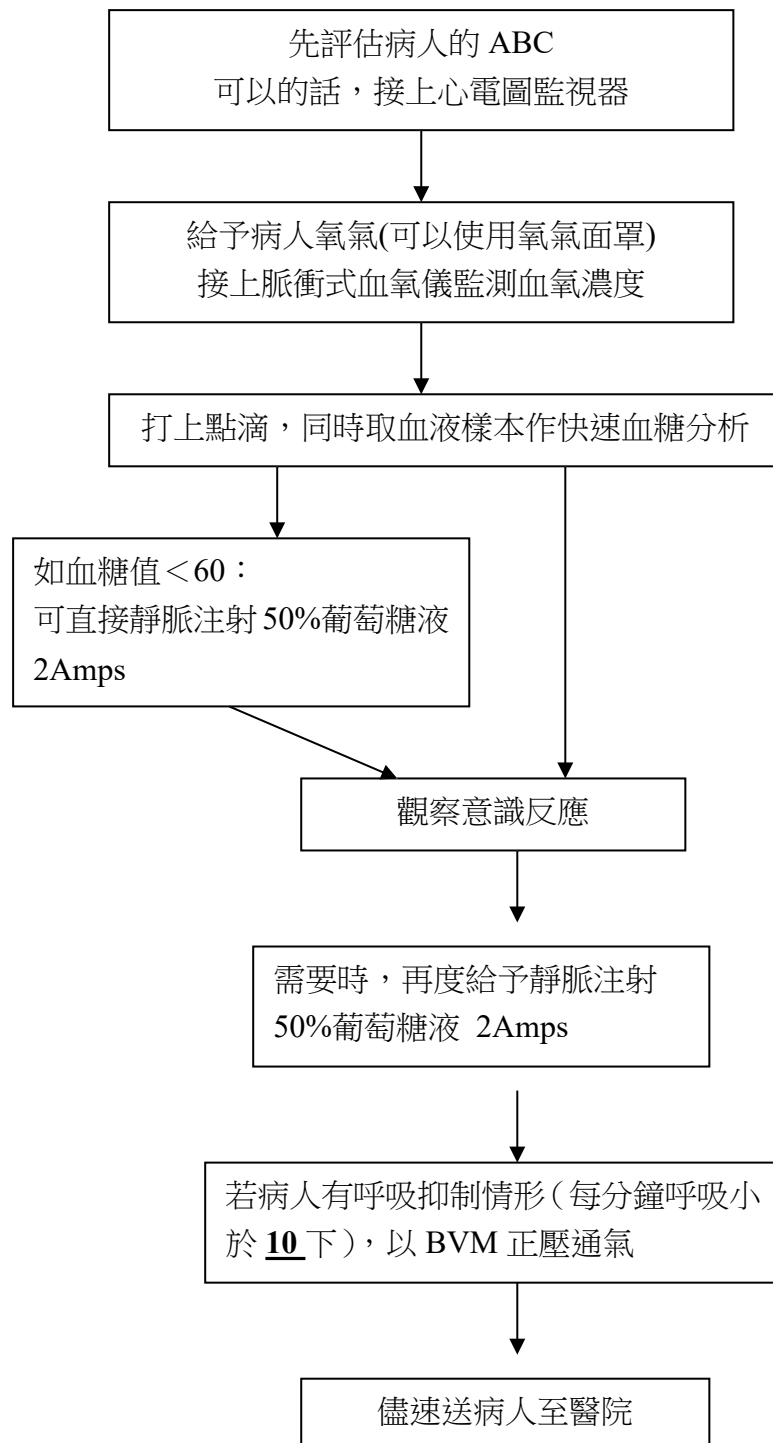 先評估病人的 ABC
可以的話，接上心電圖監視器
給予病人氧氣(可以使用氧氣面罩)
接上脈衝式血氧儀監測血氧濃度
打上點滴，同時取血液樣本作快速血糖分析
如血糖值＜60：
可直接靜脈注射 50%葡萄糖液
2Amps
觀察意識反應
需要時，再度給予靜脈注射
50%葡萄糖液 2Amps
若病人有呼吸抑制情形（每分鐘呼吸小
於 10 下），以 BVM 正壓通氣
儘速送病人至醫院